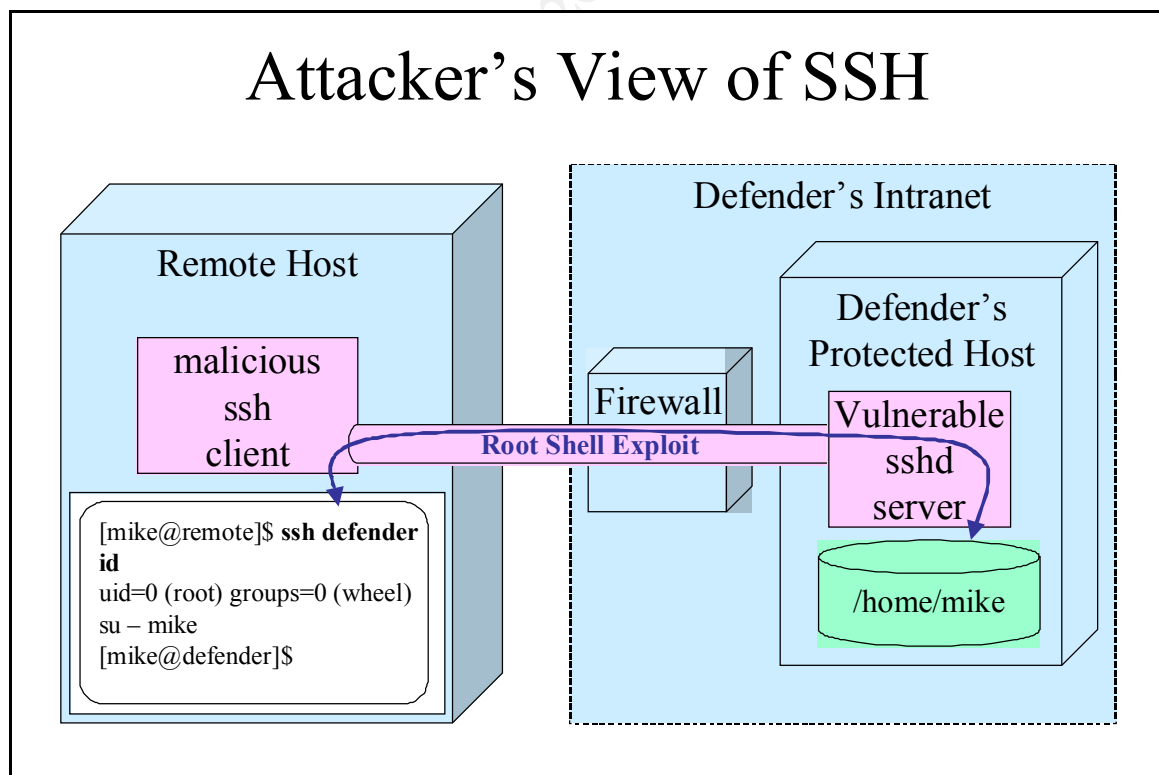 Attacker’s View of SSH
Defender’s Intranet
Remote Host
Defender’s
Protected Host
malicious
ssh
client
Firewall
Root Shell Exploit
Vulnerable
sshd
server
[mike@remote]$ ssh defender
id
uid=0 (root) groups=0 (wheel)
su – mike
[mike@defender]$
/home/mike